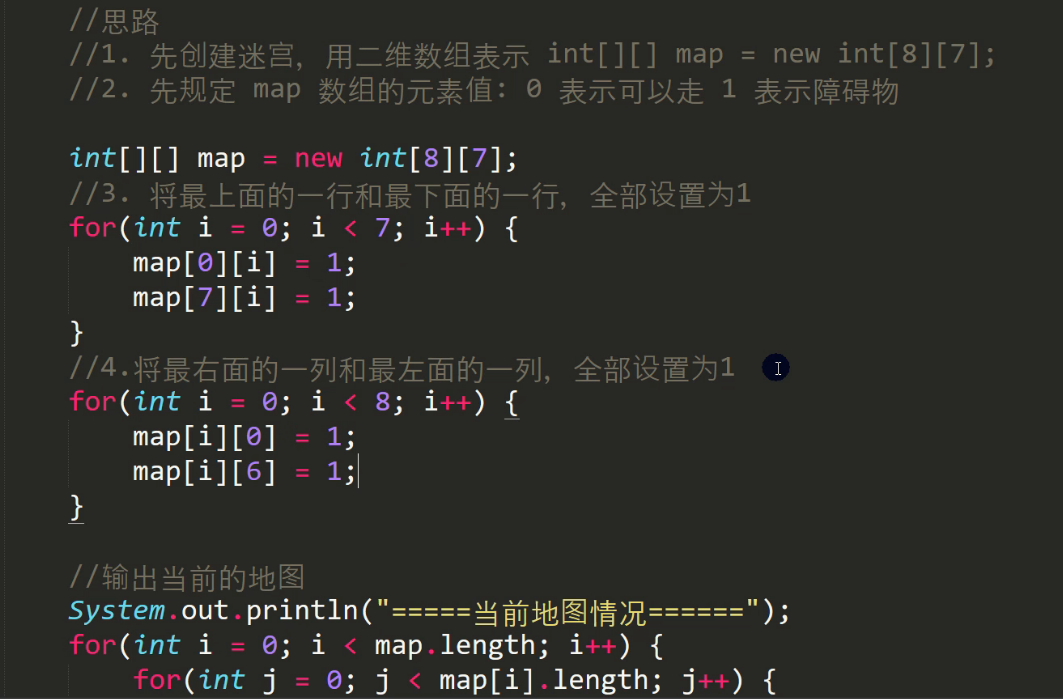 //思路
//1. 先创建迷宫, 用二维数组表示 int[][] map = new int[8][7];
//2. 先规定 map 数组的元素值: 0 表示可以走 1 表示障碍物
int[][] map = new int[8][7];
//3. 将最上面的一行和最下面的一行, 全部设置为1
for(int i = 0; i < 7; i++) {
map[0][i] = 1;
map[7][i] = 1;
}
//4.将最右面的一列和最左面的一列, 全部设置为1
for(int i = 0; i < 8; i++) {
map[i][0] = 1;
map[i][6] = 1;
}
//输出当前的地图
System.out.println("=====当前地图情况======");
for(int i = 0; i < map.length; i++) {
for(int j = 0; j < map[i].length; j++) {